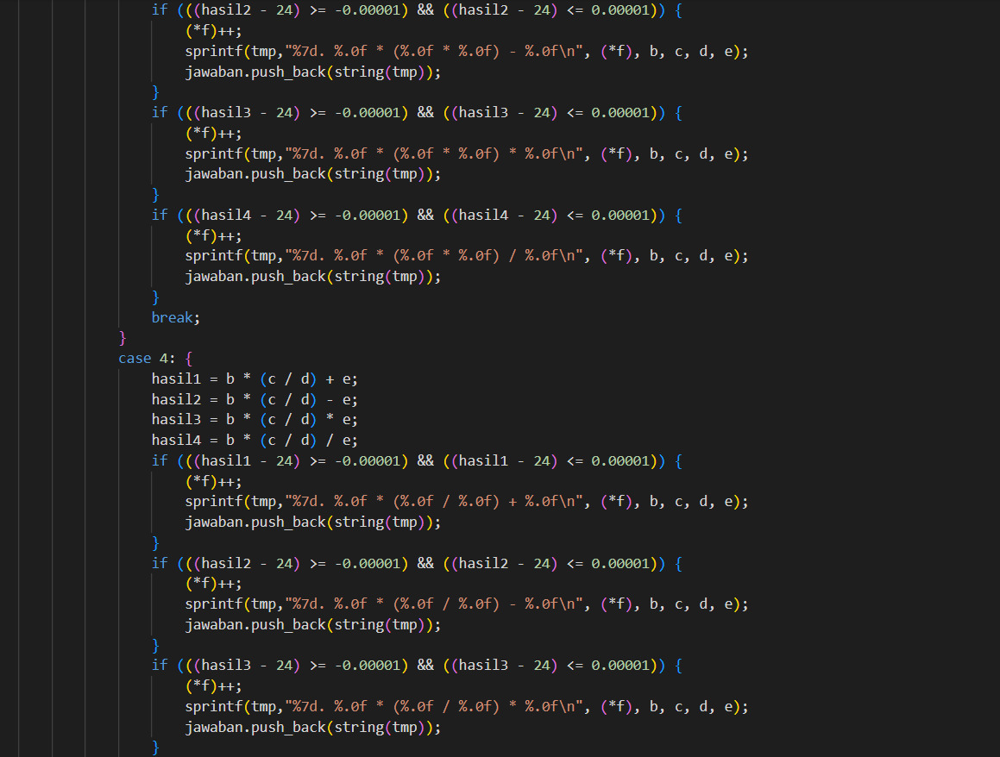 if (((hasil2 - 24) >= -0.00001) && ((hasil2 - 24) <= 0.00001)) {
(*f)++;
sprintf(tmp,"%7d. %.0f * (%.0f * %.0f) - %.0f\n", (*f), b, c, d, e);
jawaban.push_back(string(tmp));
}
if (((hasil3 - 24) >= -0.00001) && ((hasil3 - 24) <= 0.00001)) {
(*f)++;
sprintf(tmp,"%7d. %.0f * (%.0f * %.0f) * %.0f\n", (*f), b, c, d, e);
jawaban.push_back(string(tmp));
}
if (((hasil4 - 24) >= -0.00001) && ((hasil4 - 24) <= 0.00001)) {
(*f)++;
sprintf(tmp,"%7d. %.0f * (%.0f * %.0f) / %.0f\n", (*f), b, c, d, e);
jawaban.push_back(string(tmp));
}
break;
}
case 4: {
hasil1 = b * (c / d) + e;
hasil2 = b * (c / d) - e;
hasil3 = b * (c / d) * e;
hasil4 = b * (c / d) / e;
if (((hasil1 - 24) >= -0.00001) && ((hasil1 - 24) <= 0.00001)) {
(*f)++;
sprintf(tmp,"%7d. %.0f * (%.0f / %.0f) + %.0f\n", (*f), b, c, d, e);
jawaban.push_back(string(tmp));
}
if (((hasil2 - 24) >= -0.00001) && ((hasil2 - 24) <= 0.00001)) {
(*f)++;
sprintf(tmp,"%7d. %.0f * (%.0f / %.0f) - %.0f\n", (*f), b, c, d, e);
jawaban.push_back(string(tmp));
}
if (((hasil3 - 24) >= -0.00001) && ((hasil3 - 24) <= 0.00001)) {
(*f)++;
sprintf(tmp,"%7d. %.0f * (%.0f / %.0f) * %.0f\n", (*f), b, c, d, e);
jawaban.push_back(string(tmp));
}